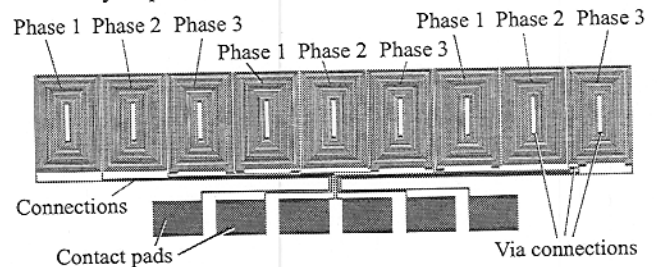 Phase 1 Phase 2 Phase 3
Phase 1 Phase 2 Phase 3
Phase 1 Phase 2 Phase 3
Connections
Contact pads
Via connections